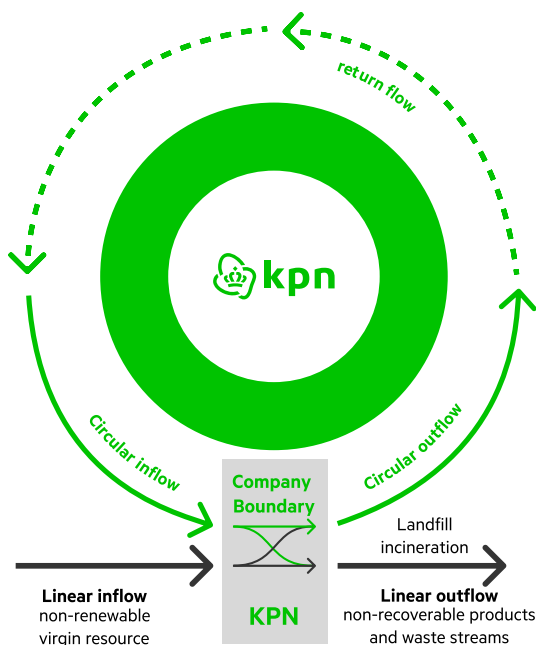 return flow
kpn
Circular inflow
Circular outflow
Company
Boundary
KPN
Landfill
incineration
Linear inflow
non-renewable
virgin resource
Linear outflow
non-recoverable products
and waste streams